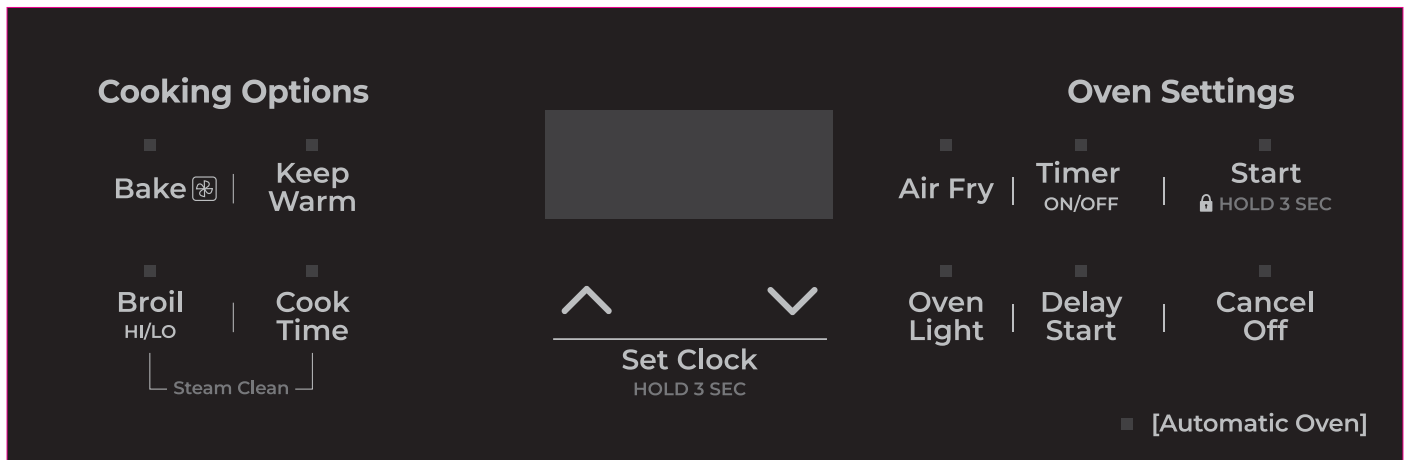 Cooking Options
Bake
Keep
Warm
Broil
HI/LO
Cook
Time
Steam Clean
Set Clock
HOLD 3 SEC
Oven Settings
Air Fry
Timer
ON/OFF
Start
HOLD 3 SEC
Oven
Light
Delay
Start
Cancel
Off
[Automatic Oven]